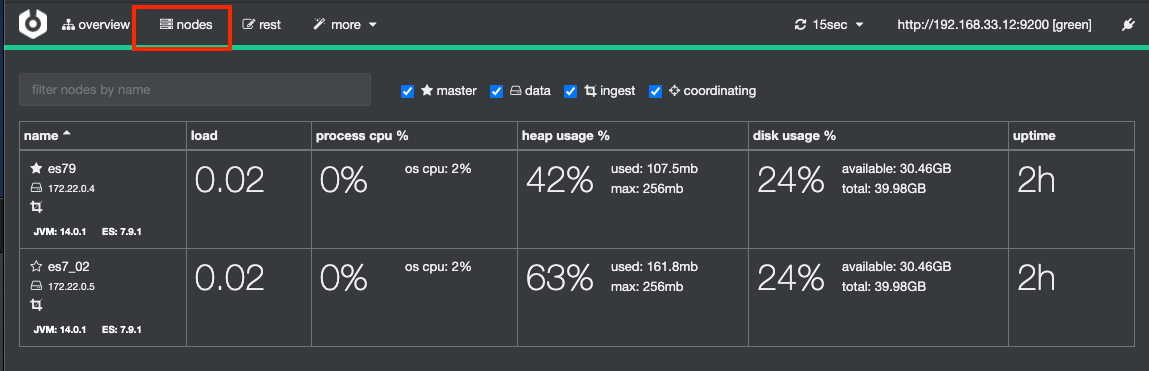 overview nodes rest more 15sec http://192.168.33.12:9200 [green]
filter nodes by name master data ingest coordinating
name load process cpu % heap usage % disk usage % uptime
es79 0.02 0% os cpu: 2% 42% used: 107.5mb 24% available: 30.46GB 2h
172.22.0.4 max: 256mb total: 39.98GB
JVM: 14.0.1 ES: 7.9.1
es7_02 0.02 0% os cpu: 2% 63% used: 161.8mb 24% available: 30.46GB 2h
172.22.0.5 max: 256mb total: 39.98GB
JVM: 14.0.1 ES: 7.9.1